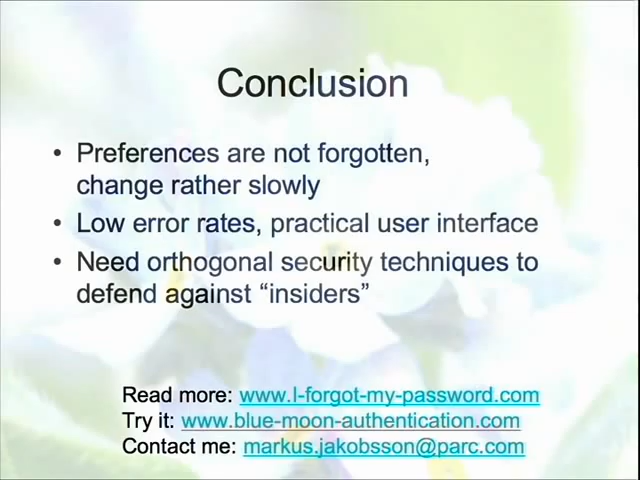 Conclusion
• Preferences are not forgotten,
change rather slowly
• Low error rates, practical user interface
• Need orthogonal security techniques to
defend against “insiders”
Read more: www.I-forgot-my-password.com
Try it: www.blue-moon-authentication.com
Contact me: markus.jakobsson@parc.com